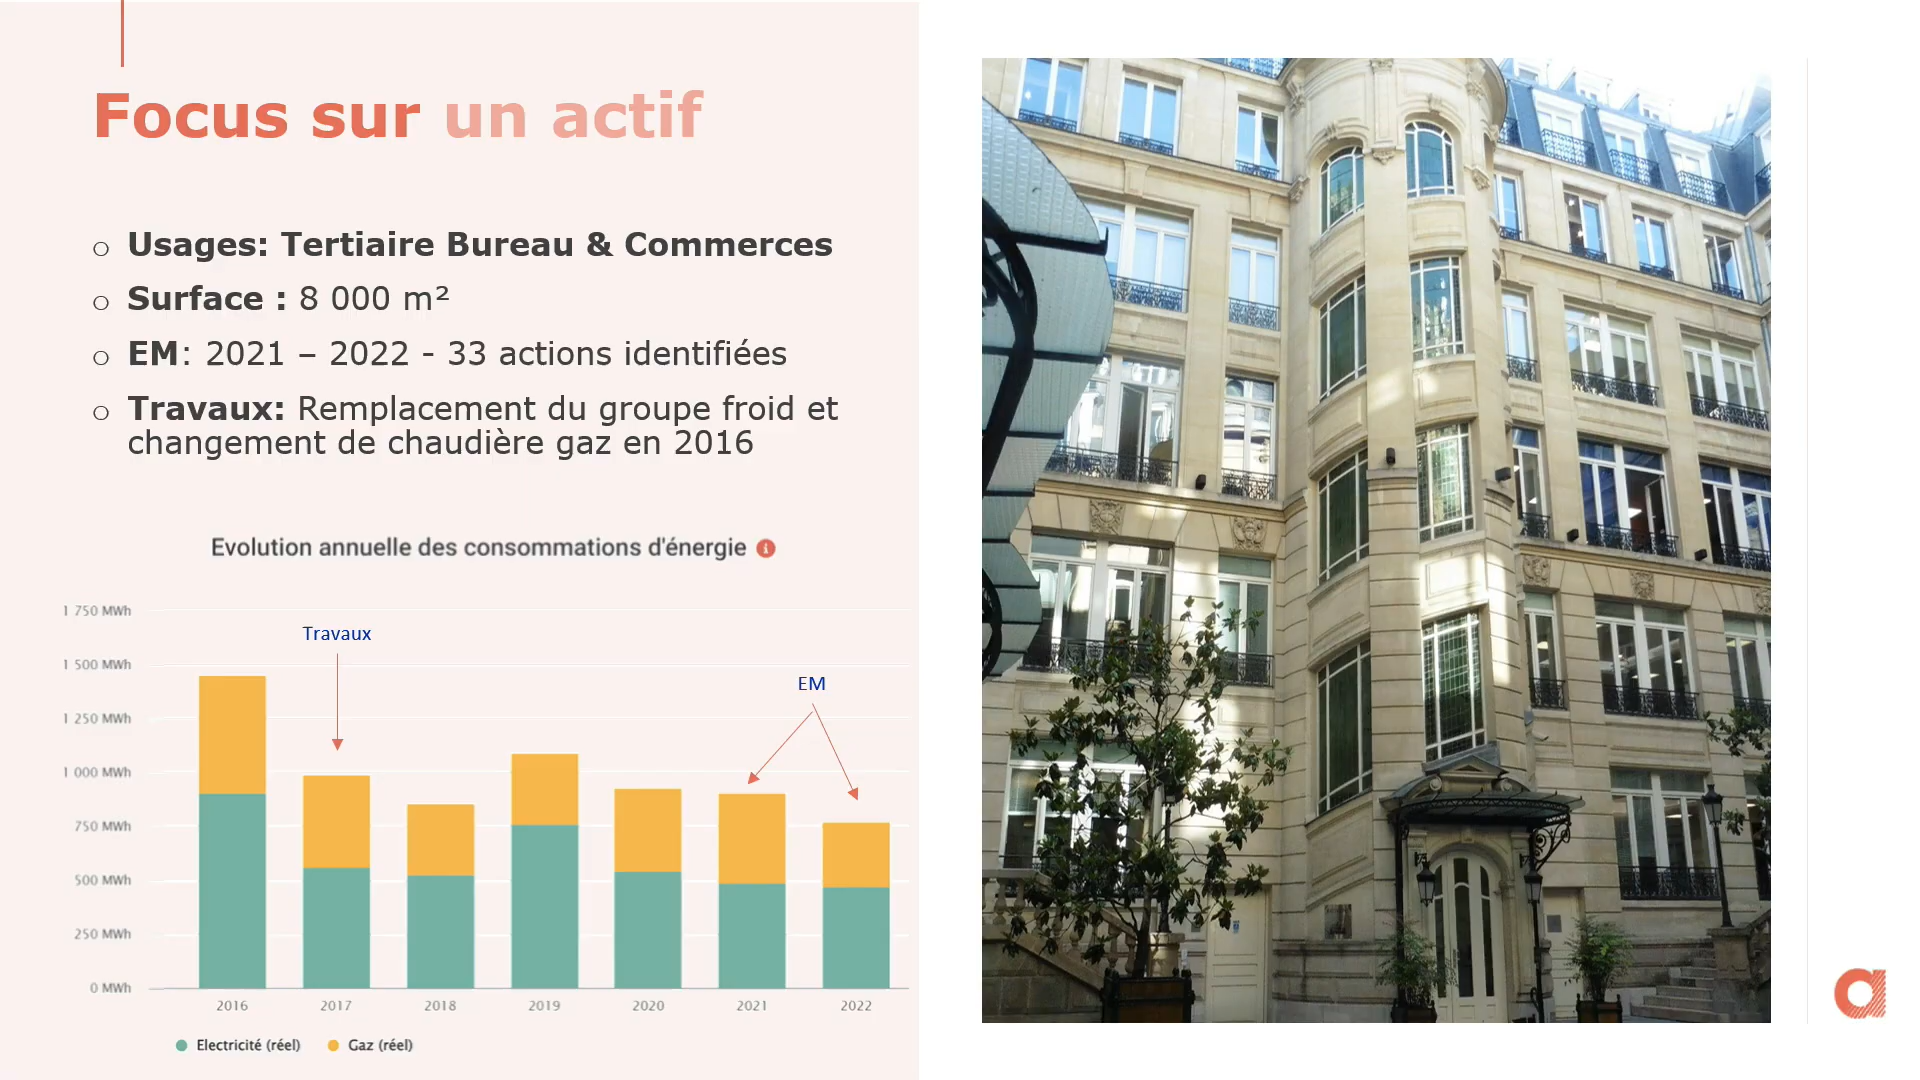 Focus sur un actif
o Usages: Tertiaire Bureau & Commerces
o Surface : 8 000 m²
o EM: 2021 – 2022 - 33 actions identifiées
o Travaux: Remplacement du groupe froid et
changement de chaudière gaz en 2016
Evolution annuelle des consommations d'énergie i
1 750 MWh
Travaux
1 500 MWh
EM
1 250 MWh
1 000 MWh
750 MWh
500 MWh
250 MWh
0 MWh
2016 2017 2018 2019 2020 2021 2022
Electricité (réel) Gaz (réel)
a